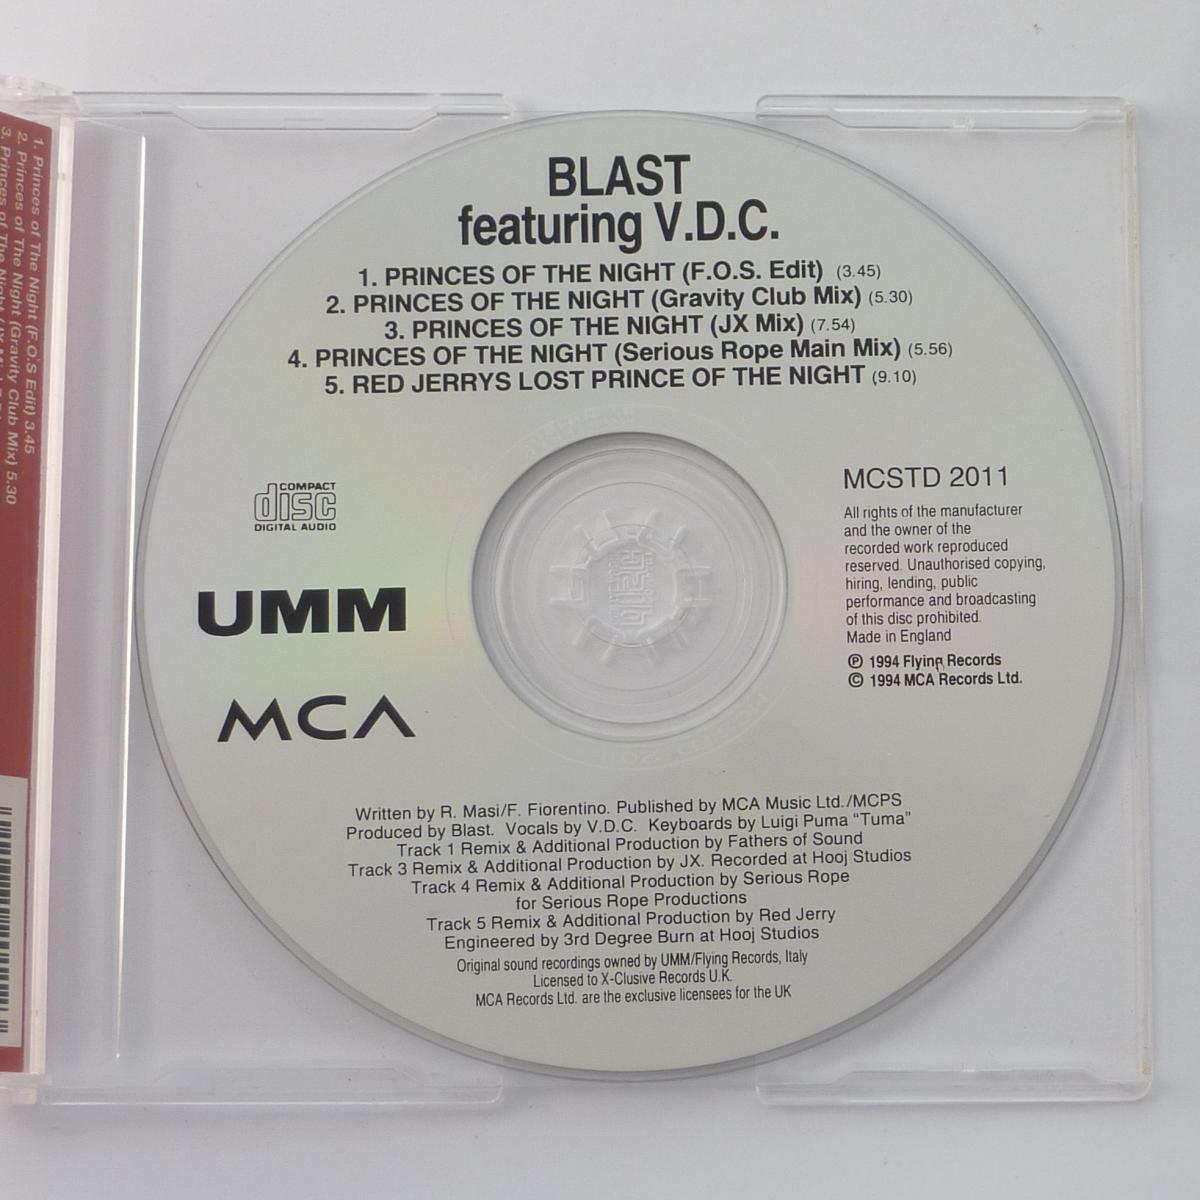 1. Princes of The Night (F.O.S Edit) 3.45
2. Princes of The Night (Gravity Club Mix) 5.30
3. Princes of The Night (JX Mix)
BLAST
featuring V.D.C.
1. PRINCES OF THE NIGHT (F.O.S. Edit) (3.45)
2. PRINCES OF THE NIGHT (Gravity Club Mix) (5.30)
3. PRINCES OF THE NIGHT (JX Mix) (7.54)
4. PRINCES OF THE NIGHT (Serious Rope Main Mix) (5.56)
5. RED JERRYS LOST PRINCE OF THE NIGHT (9.10)
COMPACT
disc
DIGITAL AUDIO
UMM
MCA
MCSTD 2011
All rights of the manufacturer
and the owner of the
recorded work reproduced
reserved. Unauthorised copying,
hiring, lending, public
performance and broadcasting
of this disc prohibited.
Made in England
℗ 1994 Flying Records
© 1994 MCA Records Ltd.
Written by R. Masi/F. Fiorentino. Published by MCA Music Ltd./MCPS
Produced by Blast. Vocals by V.D.C. Keyboards by Luigi Puma “Tuma”
Track 1 Remix & Additional Production by Fathers of Sound
Track 3 Remix & Additional Production by JX. Recorded at Hooj Studios
Track 4 Remix & Additional Production by Serious Rope
for Serious Rope Productions
Track 5 Remix & Additional Production by Red Jerry
Engineered by 3rd Degree Burn at Hooj Studios
Original sound recordings owned by UMM/Flying Records, Italy
Licensed to X-Clusive Records U.K.
MCA Records Ltd. are the exclusive licensees for the UK